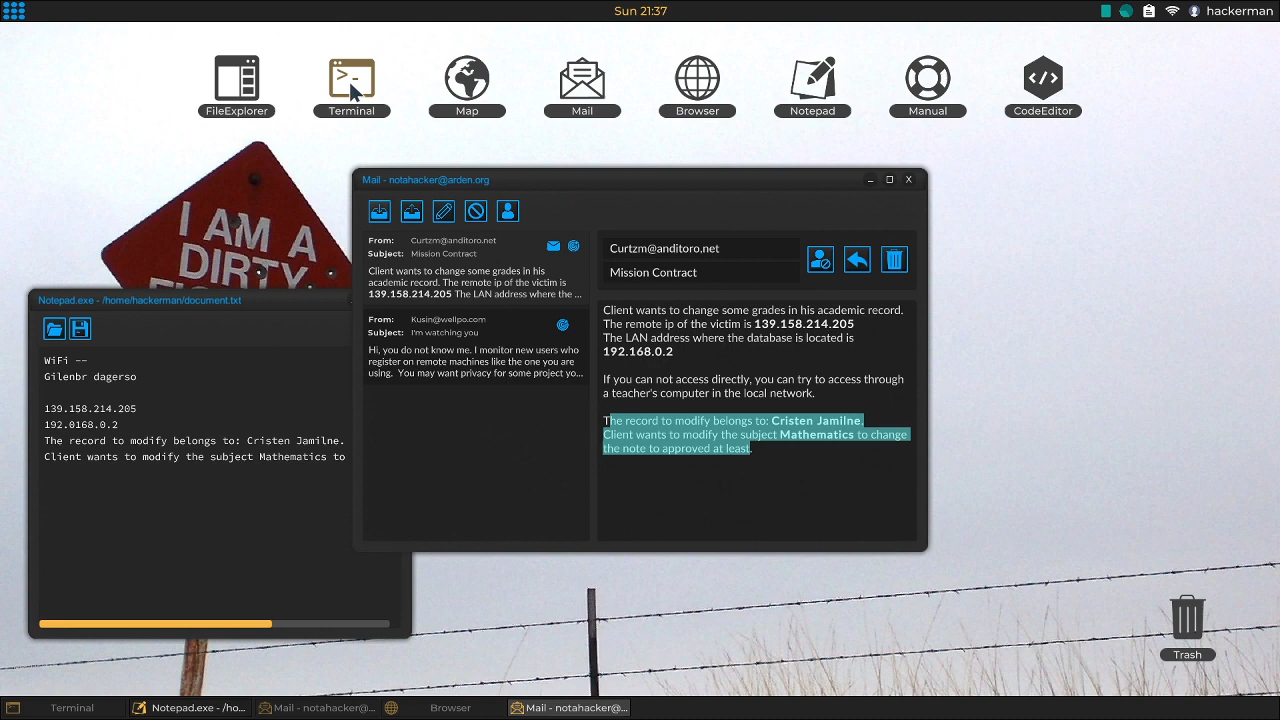 Sun 21:37
hackerman
FileExplorer
Terminal
Map
Mail
Browser
Notepad
Manual
CodeEditor
I AM A
DIRTY
Notepad.exe - /home/hackerman/document.txt
WiFi --
Gilenbr dagerso
139.158.214.205
192.0168.0.2
The record to modify belongs to: Cristen Jamilne.
Client wants to modify the subject Mathematics to
Mail - notahacker@arden.org
X
From: Curtzm@anditoro.net
Subject: Mission Contract
Client wants to change some grades in his
academic record. The remote ip of the victim is
139.158.214.205 The LAN address where the ...
From: Kusin@wellpo.com
Subject: I'm watching you
Hi, you do not know me. I monitor new users who
register on remote machines like the one you are
using. You may want privacy for some project yo...
Curtzm@anditoro.net
Mission Contract
Client wants to change some grades in his academic record.
The remote ip of the victim is 139.158.214.205
The LAN address where the database is located is
192.168.0.2
If you can not access directly, you can try to access through
a teacher's computer in the local network.
The record to modify belongs to: Cristen Jamilne.
Client wants to modify the subject Mathematics to change
the note to approved at least.
Trash
Terminal
Notepad.exe - /ho...
Mail - notahacker@...
Browser
Mail - notahacker@...